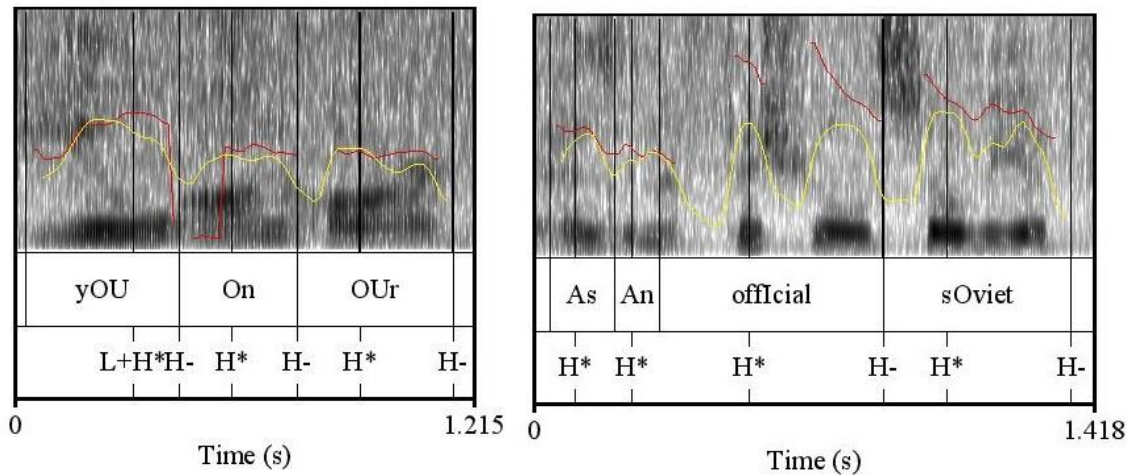 yOU On OUr
L+H* H- H* H- H* H-
0 1.215
Time (s)
As An offIcial sOviet
H* H* H* H- H* H-
0 1.418
Time (s)